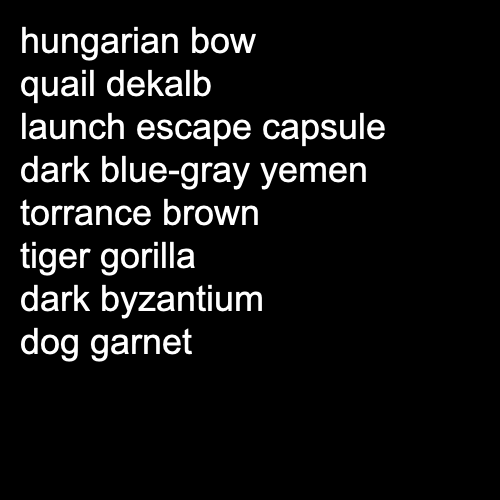 hungarian bow
quail dekalb
launch escape capsule
dark blue-gray yemen
torrance brown
tiger gorilla
dark byzantium
dog garnet